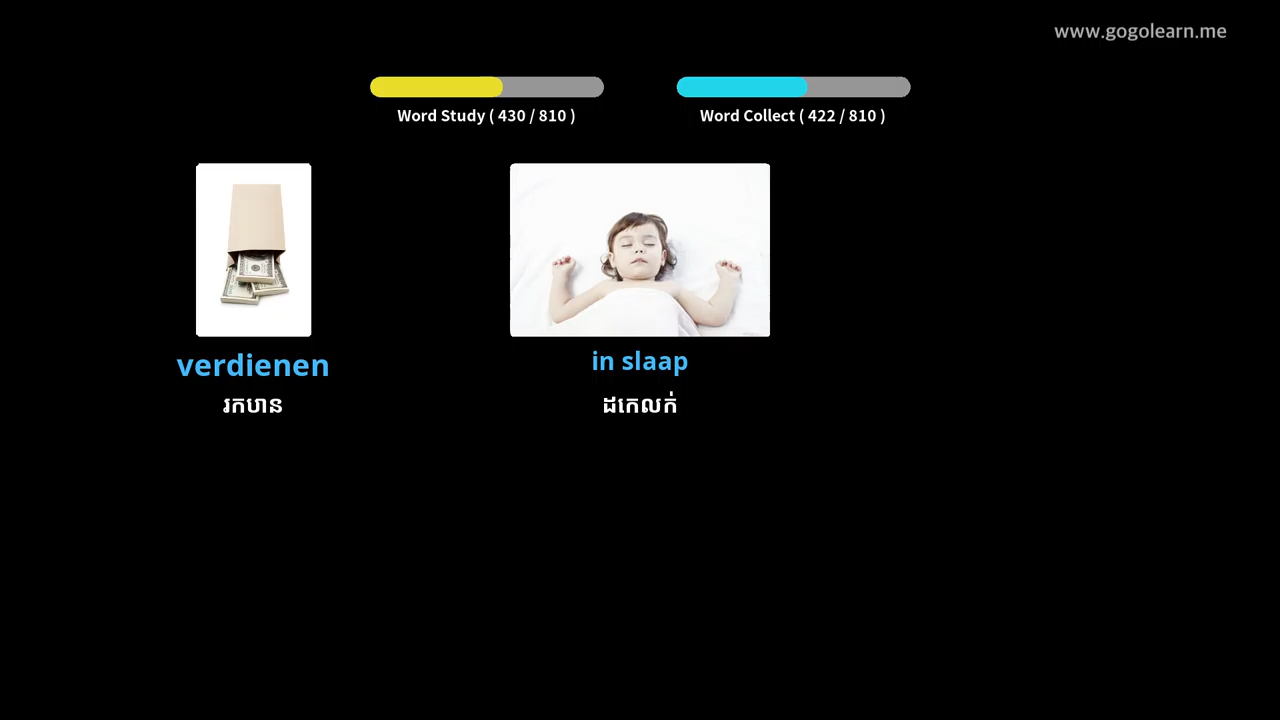 www.gogolearn.me
Word Study ( 430 / 810 )
Word Collect ( 422 / 810 )
verdienen
រកបាន
in slaap
ដកេលក់